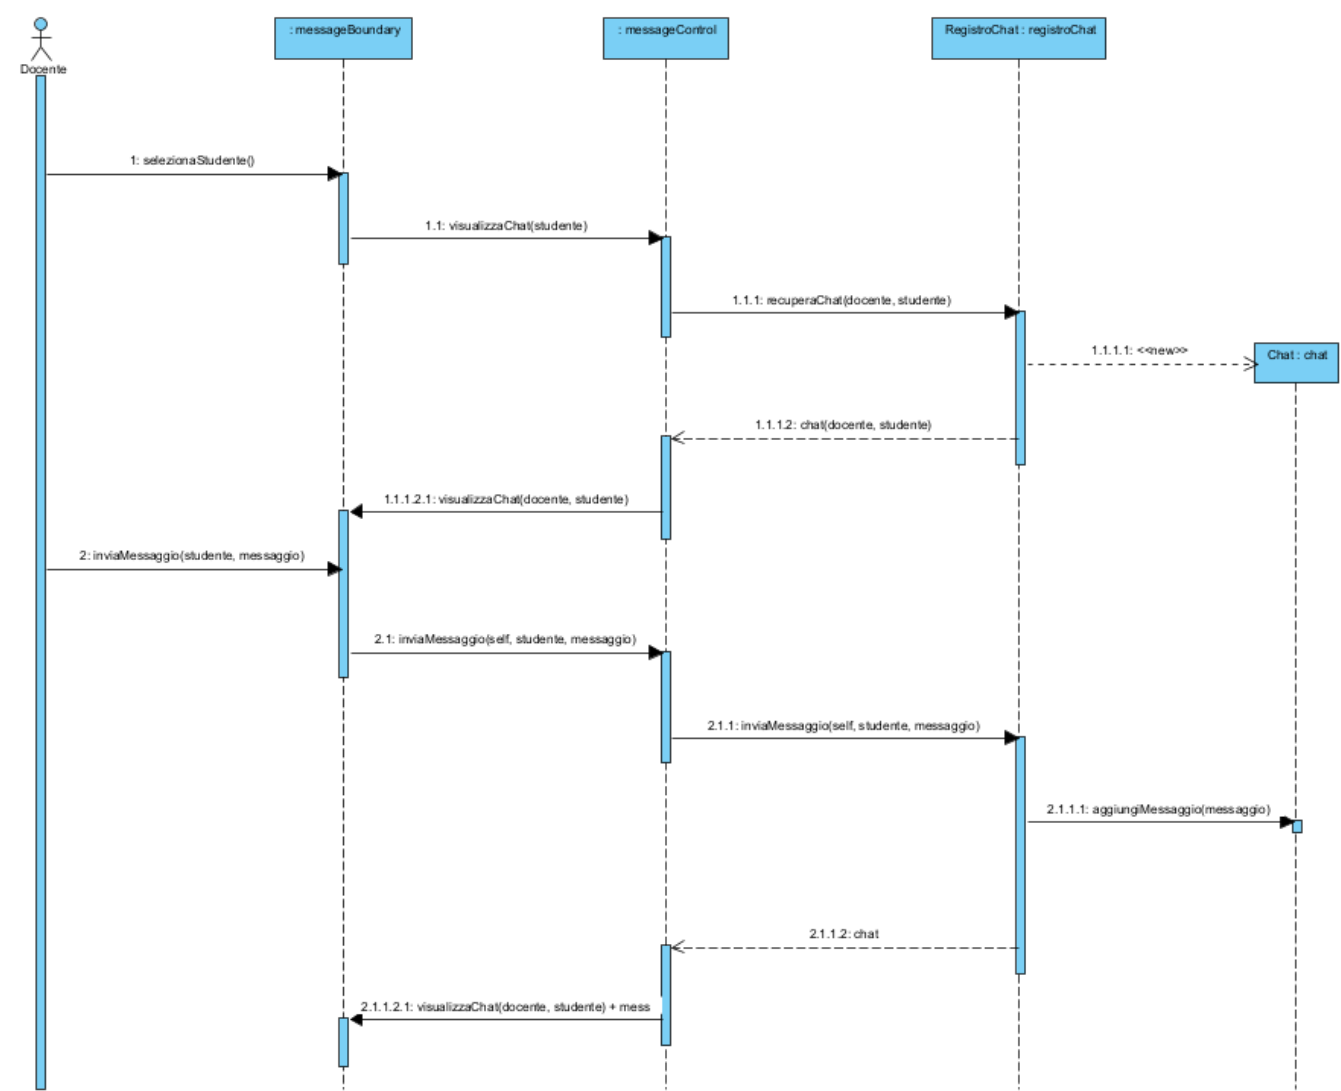 : messageBoundary
: messageControl
RegistroChat : registroChat
Docente
1: selezionaStudente()
1.1: visualizzaChat(studente)
1.1.1: recuperaChat(docente, studente)
1.1.1.1: <<new>>
Chat : chat
1.1.1.2: chat(docente, studente)
1.1.1.2.1: visualizzaChat(docente, studente)
2: inviaMessaggio(studente, messaggio)
2.1: inviaMessaggio(self, studente, messaggio)
2.1.1: inviaMessaggio(self, studente, messaggio)
2.1.1.1: aggiungiMessaggio(messaggio)
2.1.1.2: chat
2.1.1.2.1: visualizzaChat(docente, studente) + mess